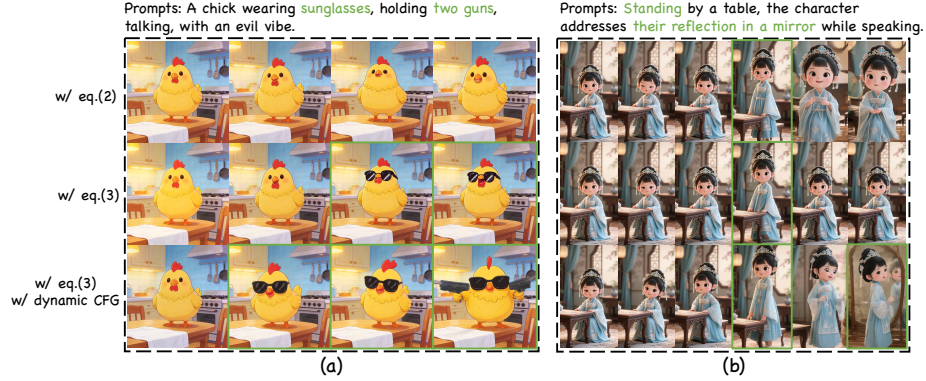 Prompts: A chick wearing sunglasses, holding two guns,
talking, with an evil vibe.
Prompts: Standing by a table, the character
addresses their reflection in a mirror while speaking.
w/ eq.(2)
w/ eq.(3)
w/ eq.(3)
w/ dynamic CFG
(a)
(b)